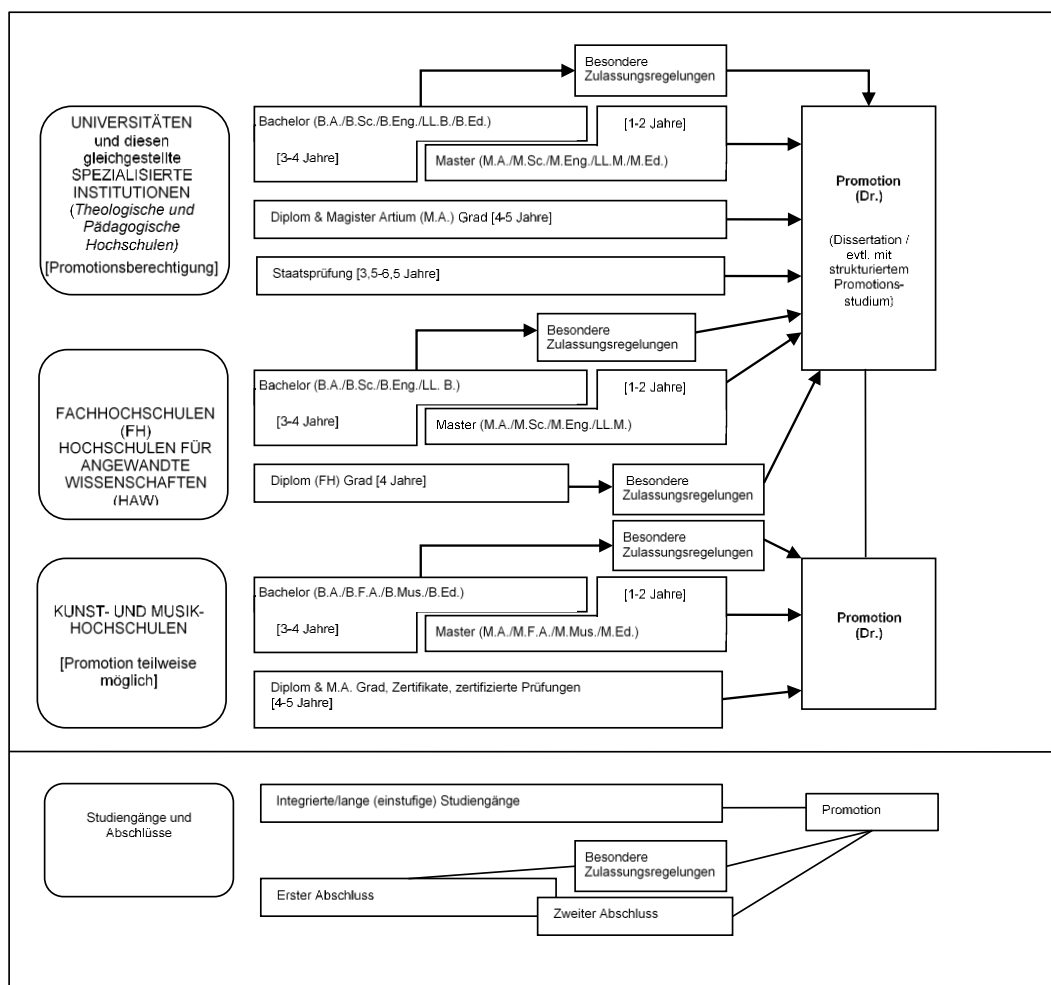 Besondere
Zulassungsregelungen
UNIVERSITÄTEN
und diesen
gleichgestellte
SPEZIALISIERTE
INSTITUTIONEN
(Theologische und
Pädagogische
Hochschulen)
[Promotionsberechtigung]
Bachelor (B.A./B.Sc./B.Eng./LL.B./B.Ed.)
[1-2 Jahre]
[3-4 Jahre]
Master (M.A./M.Sc./M.Eng./LL.M./M.Ed.)
Diplom & Magister Artium (M.A.) Grad [4-5 Jahre]
Staatsprüfung [3,5-6,5 Jahre]
Promotion
(Dr.)
(Dissertation /
evtl. mit
strukturiertem
Promotions-
studium)
FACHHOCHSCHULEN
(FH)
HOCHSCHULEN FÜR
ANGEWANDTE
WISSENSCHAFTEN
(HAW)
Besondere
Zulassungsregelungen
Bachelor (B.A./B.Sc./B.Eng./LL. B.)
[1-2 Jahre]
[3-4 Jahre]
Master (M.A./M.Sc./M.Eng./LL.M.)
Diplom (FH) Grad [4 Jahre]
Besondere
Zulassungsregelungen
KUNST- UND MUSIK-
HOCHSCHULEN
[Promotion teilweise
möglich]
Besondere
Zulassungsregelungen
Bachelor (B.A./B.F.A./B.Mus./B.Ed.)
[1-2 Jahre]
[3-4 Jahre]
Master (M.A./M.F.A./M.Mus./M.Ed.)
Diplom & M.A. Grad, Zertifikate, zertifizierte Prüfungen
[4-5 Jahre]
Promotion
(Dr.)
Studiengänge und
Abschlüsse
Integrierte/lange (einstufige) Studiengänge
Promotion
Besondere
Zulassungsregelungen
Erster Abschluss
Zweiter Abschluss